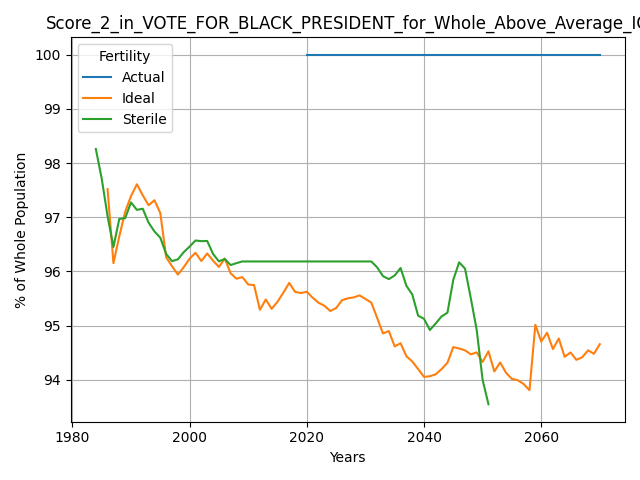 Score_2_in_VOTE_FOR_BLACK_PRESIDENT_for_Whole_Above_Average_IQ
Fertility
Actual
Ideal
Sterile
% of Whole Population
100
99
98
97
96
95
94
1980
2000
2020
2040
2060
Years